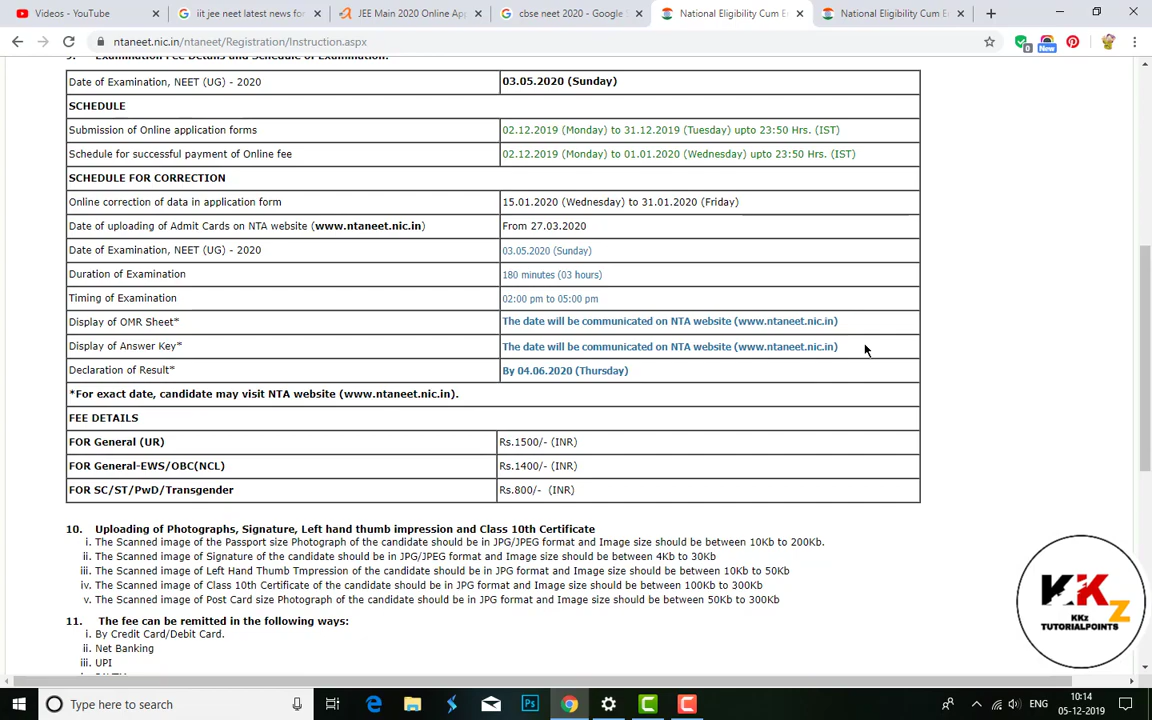 Videos - YouTube
iit jee neet latest news for
JEE Main 2020 Online App
cbse neet 2020 - Google S
National Eligibility Cum E
National Eligibility Cum E
ntaneet.nic.in/ntaneet/Registration/Instruction.aspx
0
New
9. Examination Fee Details and Schedule of Examination:
Date of Examination, NEET (UG) - 2020 03.05.2020 (Sunday)
SCHEDULE
Submission of Online application forms 02.12.2019 (Monday) to 31.12.2019 (Tuesday) upto 23:50 Hrs. (IST)
Schedule for successful payment of Online fee 02.12.2019 (Monday) to 01.01.2020 (Wednesday) upto 23:50 Hrs. (IST)
SCHEDULE FOR CORRECTION
Online correction of data in application form 15.01.2020 (Wednesday) to 31.01.2020 (Friday)
Date of uploading of Admit Cards on NTA website (www.ntaneet.nic.in) From 27.03.2020
Date of Examination, NEET (UG) - 2020 03.05.2020 (Sunday)
Duration of Examination 180 minutes (03 hours)
Timing of Examination 02:00 pm to 05:00 pm
Display of OMR Sheet* The date will be communicated on NTA website (www.ntaneet.nic.in)
Display of Answer Key* The date will be communicated on NTA website (www.ntaneet.nic.in)
Declaration of Result* By 04.06.2020 (Thursday)
*For exact date, candidate may visit NTA website (www.ntaneet.nic.in).
FEE DETAILS
FOR General (UR) Rs.1500/- (INR)
FOR General-EWS/OBC(NCL) Rs.1400/- (INR)
FOR SC/ST/PwD/Transgender Rs.800/- (INR)
10. Uploading of Photographs, Signature, Left hand thumb impression and Class 10th Certificate
i. The Scanned image of the Passport size Photograph of the candidate should be in JPG/JPEG format and Image size should be between 10Kb to 200Kb.
ii. The Scanned image of Signature of the candidate should be in JPG/JPEG format and Image size should be between 4Kb to 30Kb
iii. The Scanned image of Left Hand Thumb Tmpression of the candidate should be in JPG format and Image size should be between 10Kb to 50Kb
iv. The Scanned image of Class 10th Certificate of the candidate should be in JPG format and Image size should be between 100Kb to 300Kb
v. The Scanned image of Post Card size Photograph of the candidate should be in JPG format and Image size should be between 50Kb to 300Kb
11. The fee can be remitted in the following ways:
i. By Credit Card/Debit Card.
ii. Net Banking
iii. UPI
KKz
KKz
TUTORIALPOINTS
Type here to search
Ps
ENG
10:14
05-12-2019